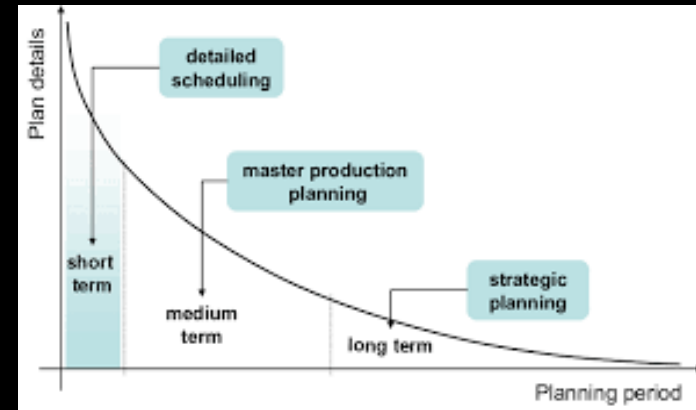 Plan details
detailed
scheduling
master production
planning
strategic
planning
short
term
medium
term
long term
Planning period